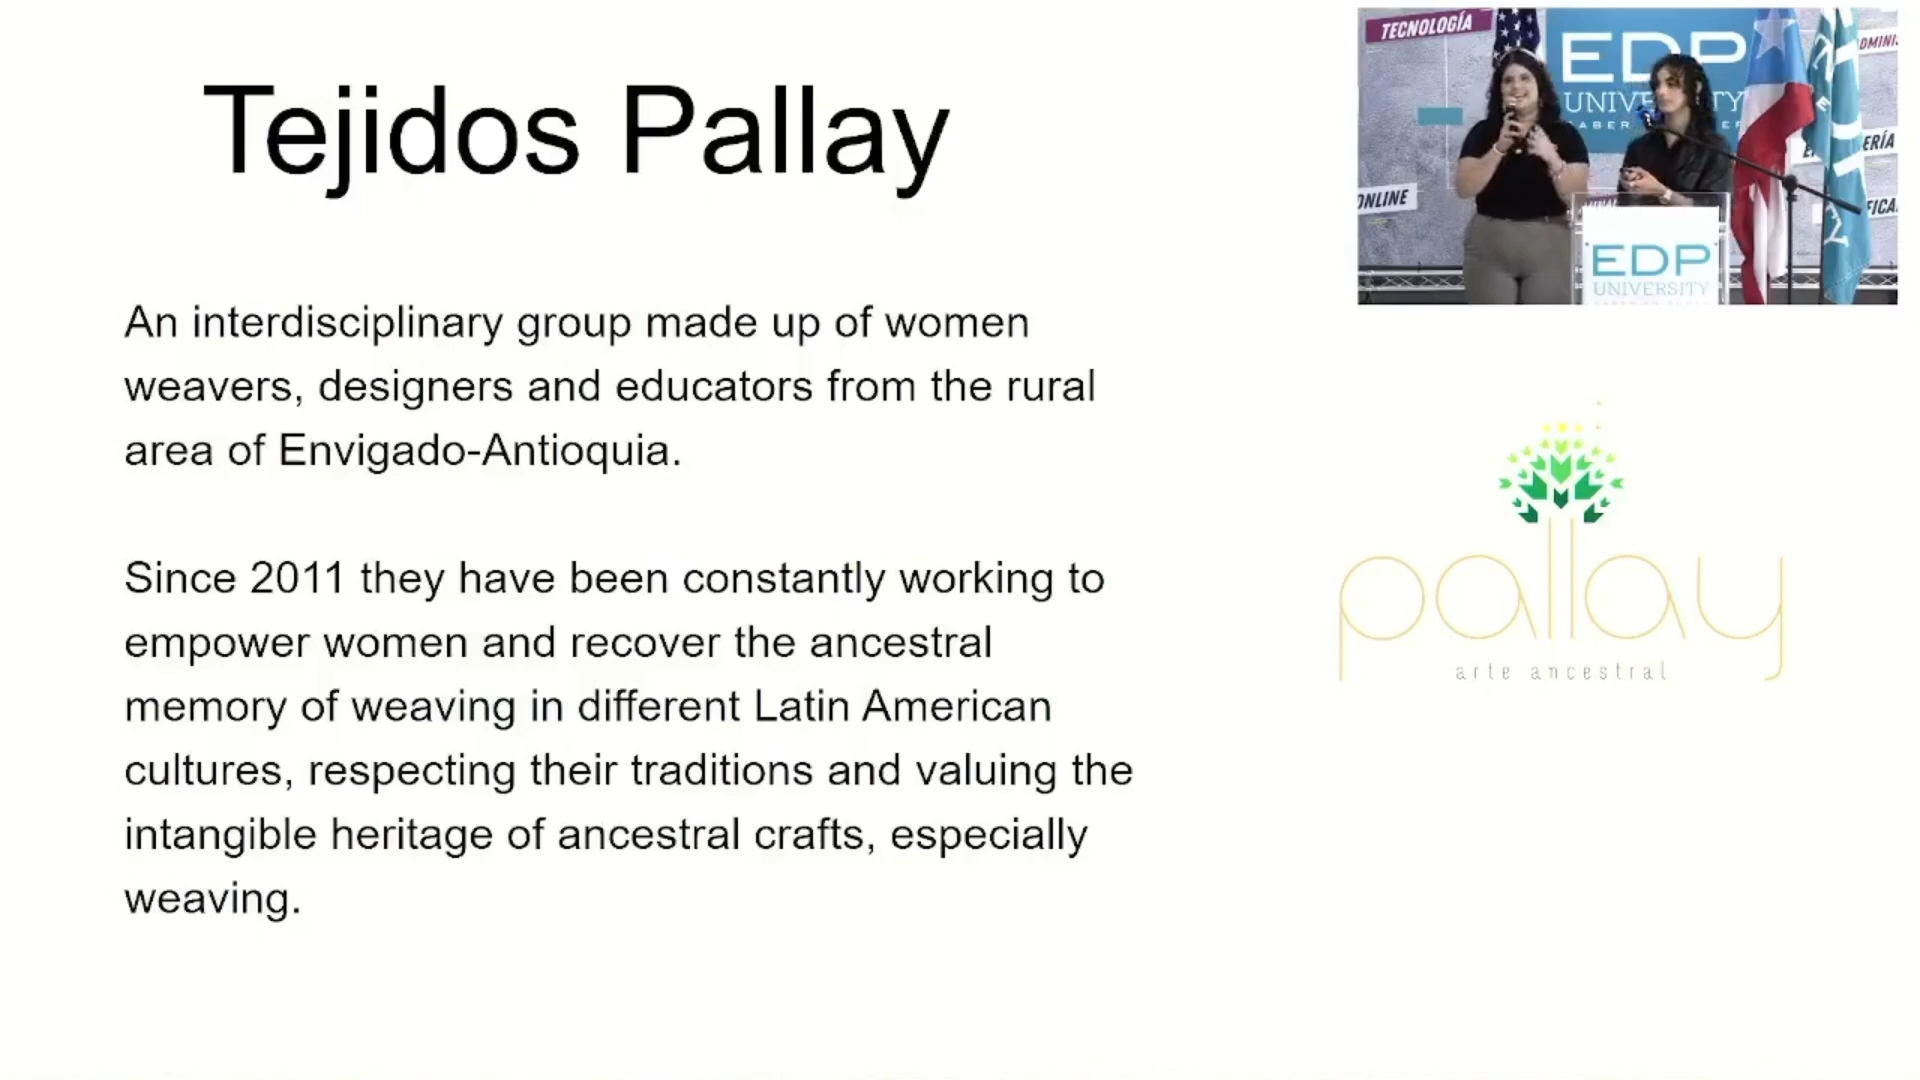 Tejidos Pallay
An interdisciplinary group made up of women
weavers, designers and educators from the rural
area of Envigado-Antioquia.
Since 2011 they have been constantly working to
empower women and recover the ancestral
memory of weaving in different Latin American
cultures, respecting their traditions and valuing the
intangible heritage of ancestral crafts, especially
weaving.
TECNOLOGÍA
EDP
ONLINE
EDP
UNIVERSITY
pallay
arte ancestral